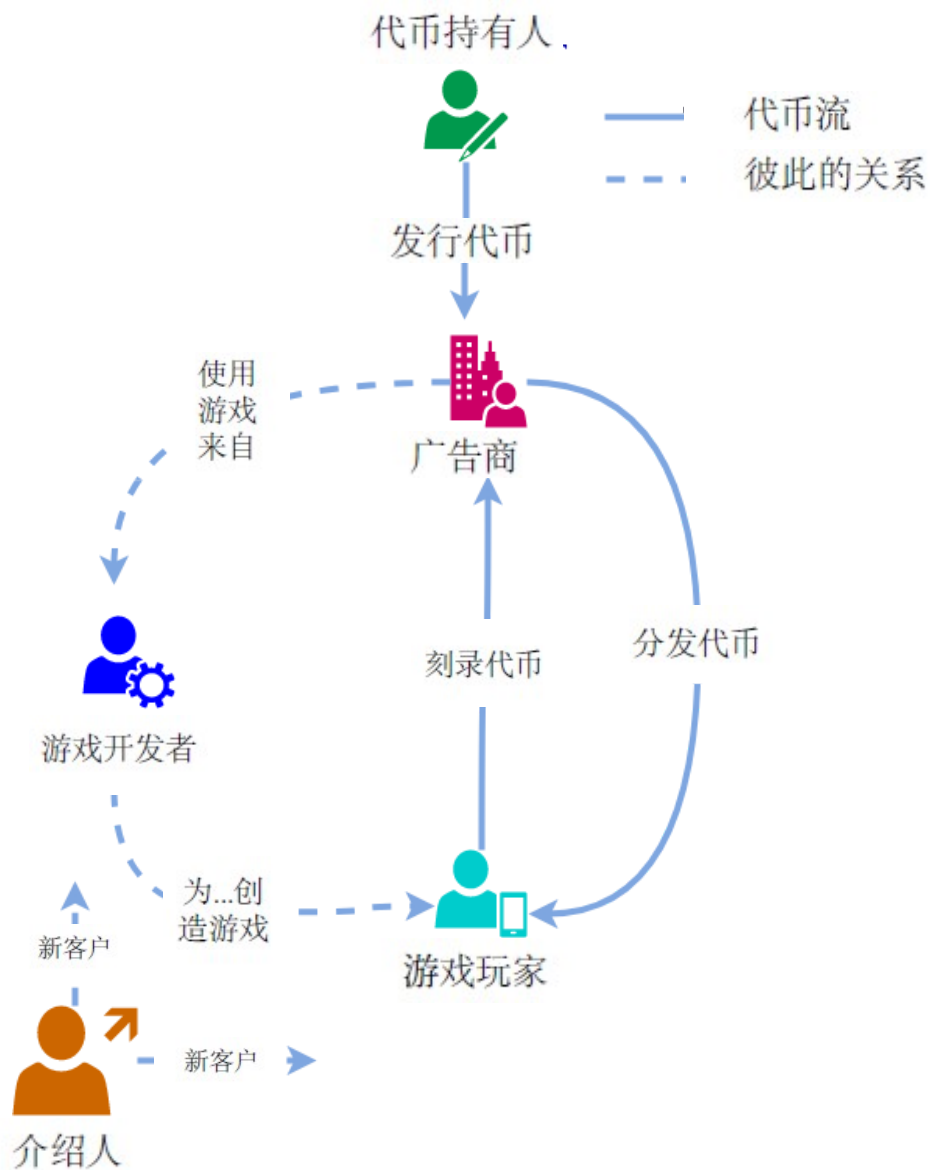 代币持有人
代币流
彼此的关系
发行代币
使用
游戏
来自
广告商
分发代币
刻录代币
游戏开发者
为...创
造游戏
新客户
游戏玩家
新客户
介绍人